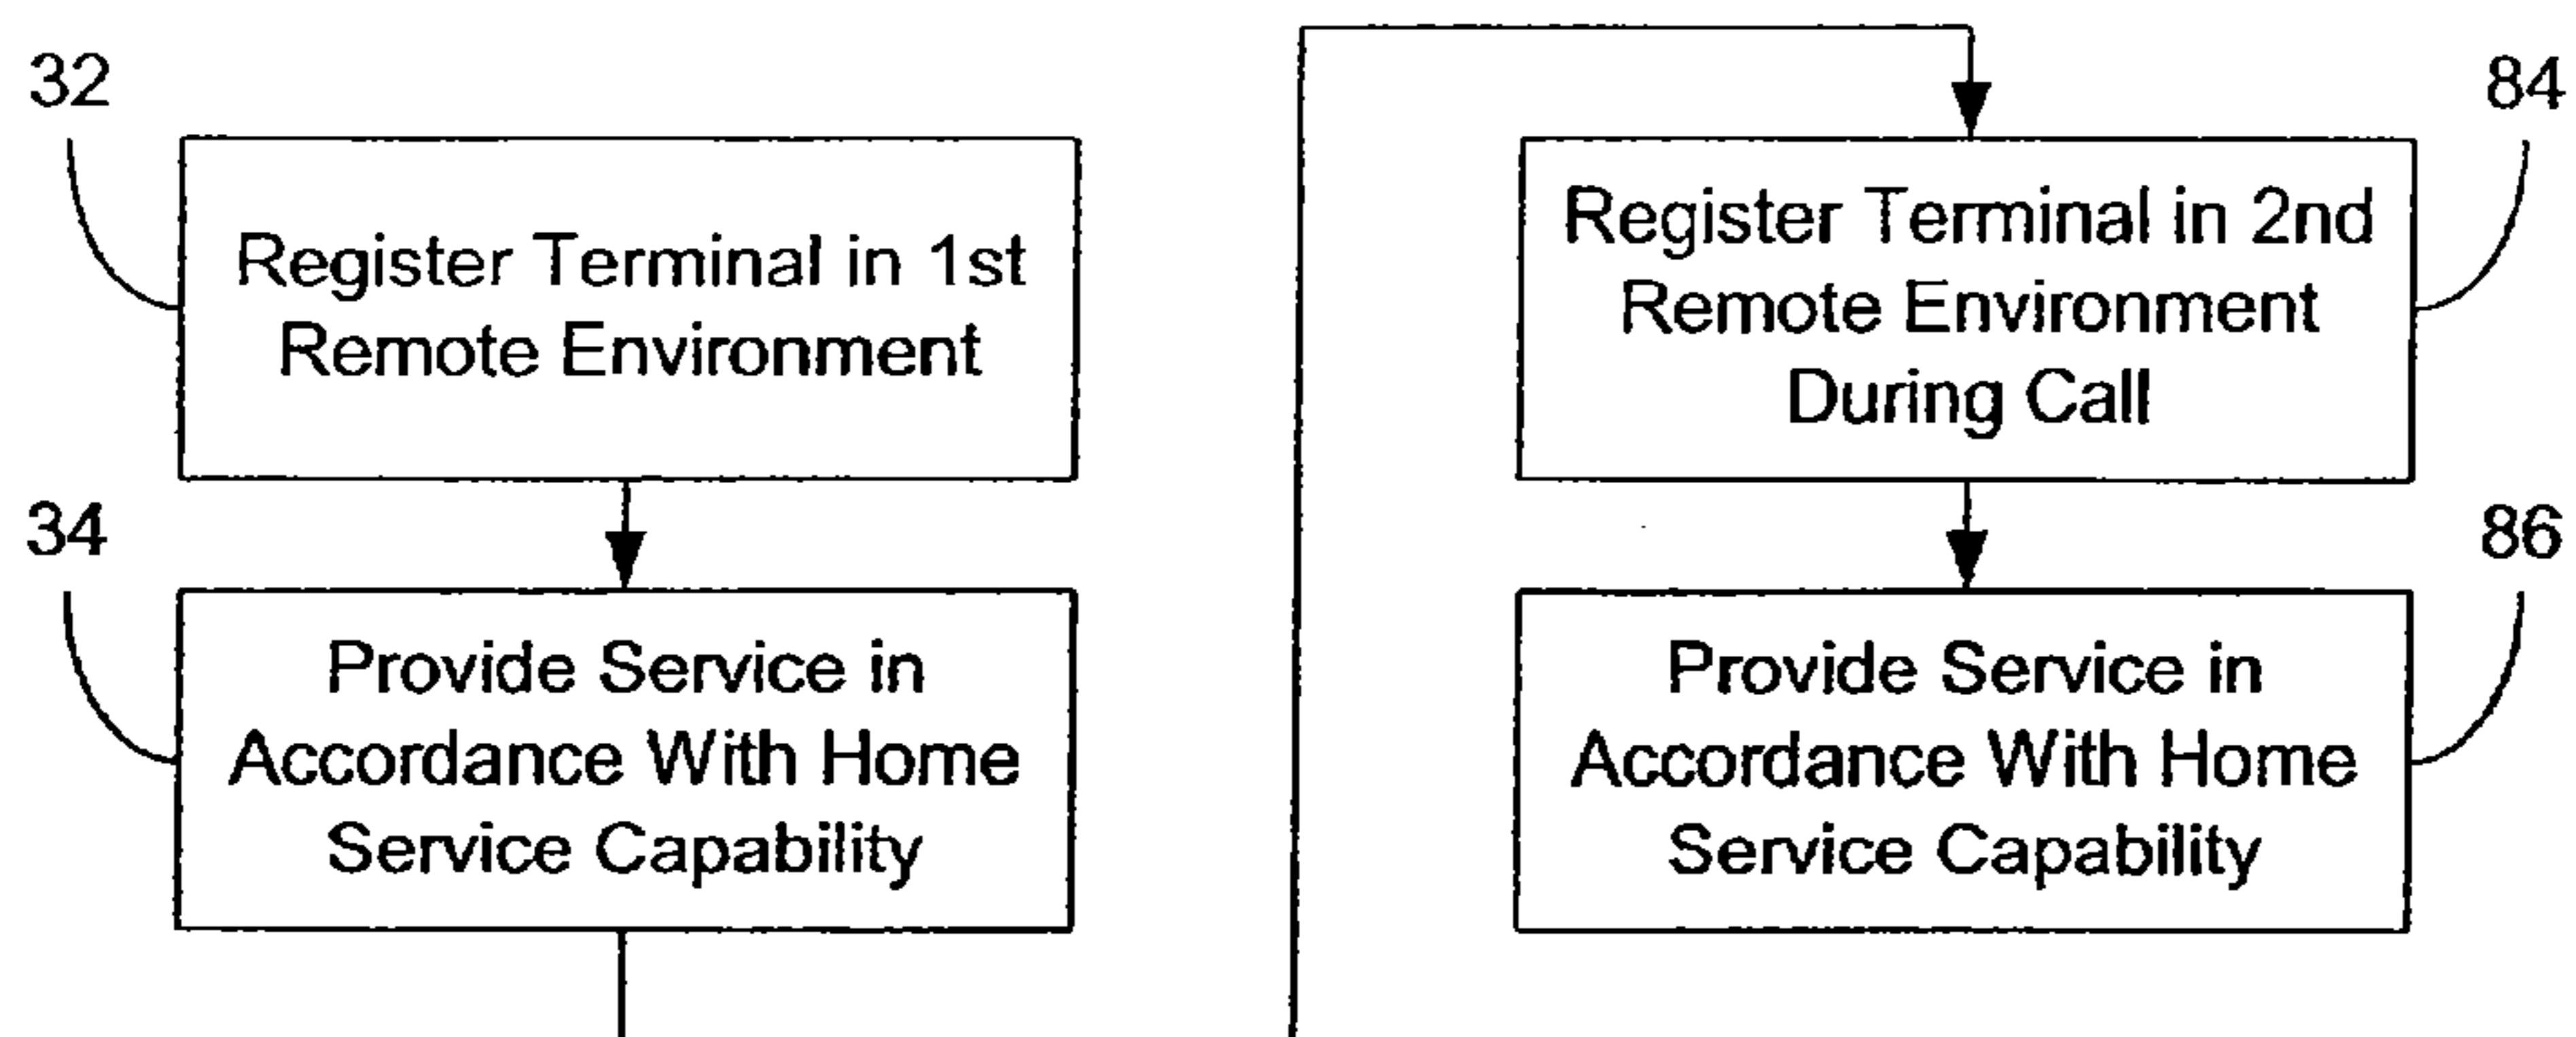 32
Register Terminal in 1st
Remote Environment
34
Provide Service in
Accordance With Home
Service Capability
84
Register Terminal in 2nd
Remote Environment
During Call
86
Provide Service in
Accordance With Home
Service Capability